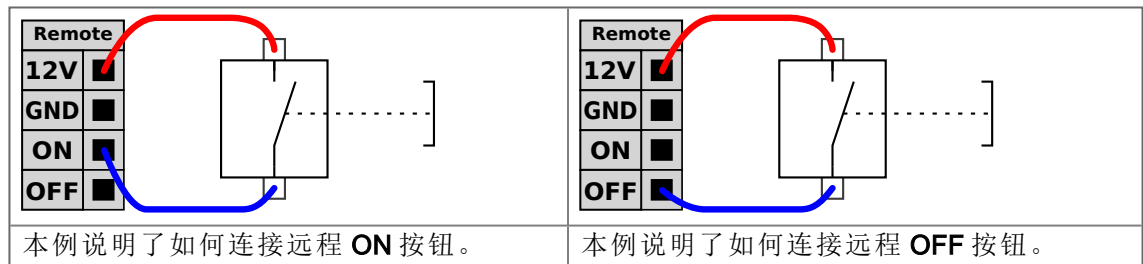 Remote
12V
GND
ON
OFF
本例说明了如何连接远程 ON 按钮。
Remote
12V
GND
ON
OFF
本例说明了如何连接远程 OFF 按钮。